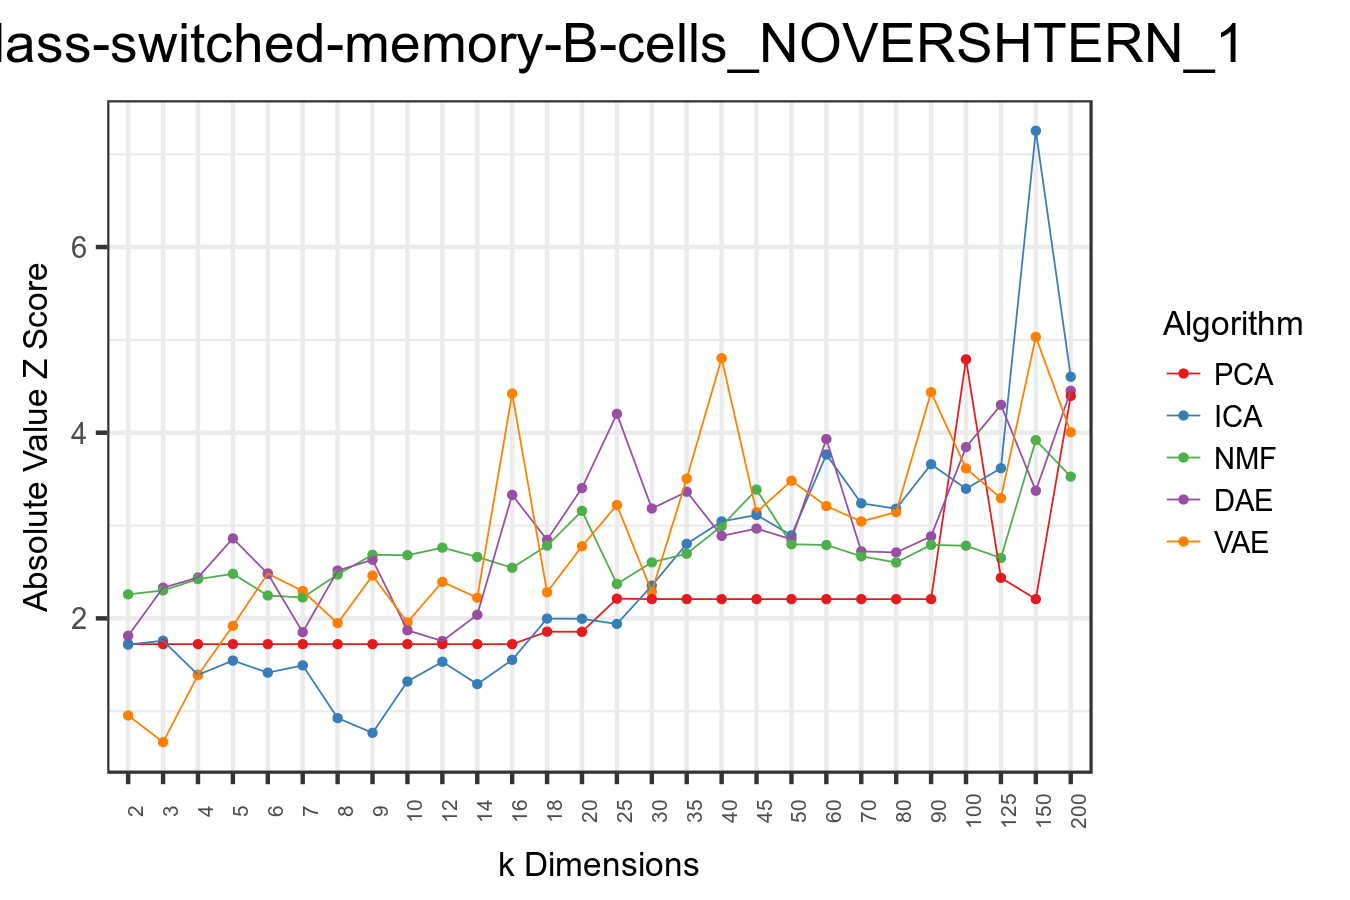 lass-switched-memory-B-cells_NOVERSHTERN_1
Absolute Value Z Score
6
4
2
2 3 4 5 6 7 8 9 10 12 14 16 18 20 25 30 35 40 45 50 60 70 80 90 100 125 150 200
k Dimensions
Algorithm
PCA
ICA
NMF
DAE
VAE